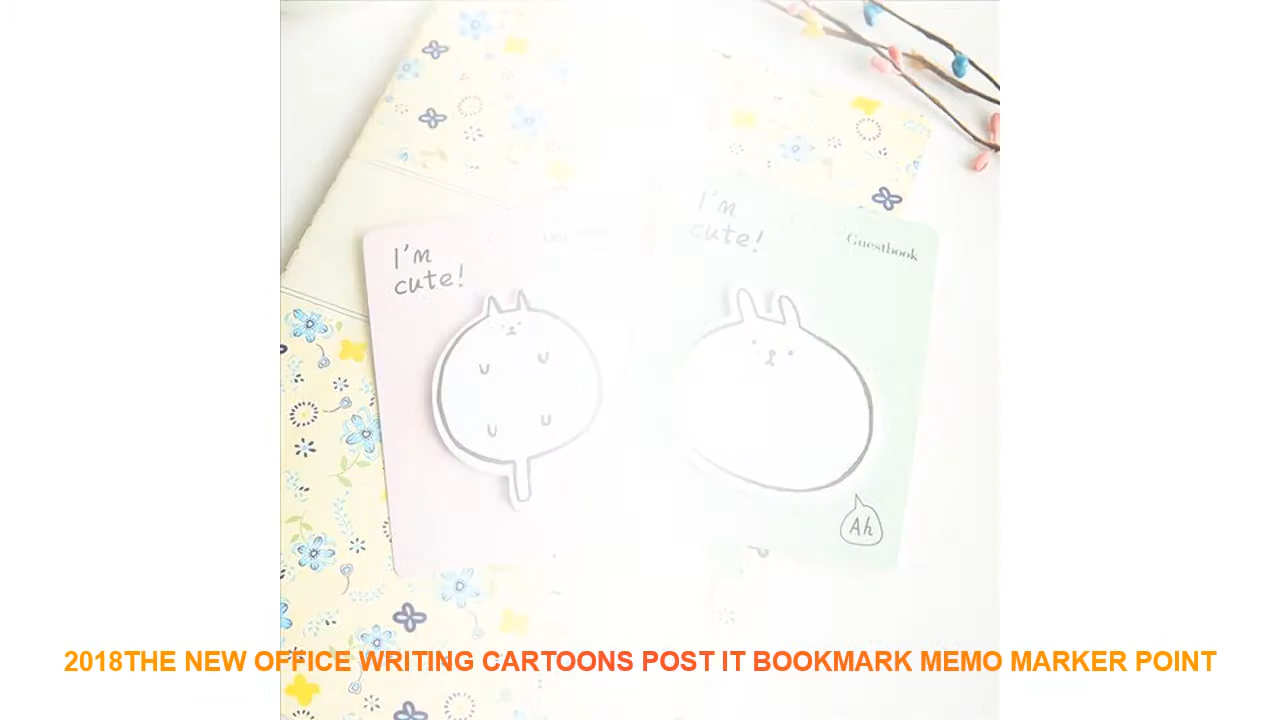 I'm
cute!
I'm
cute!
Guestbook
Ah
2018THE NEW OFFICE WRITING CARTOONS POST IT BOOKMARK MEMO MARKER POINT